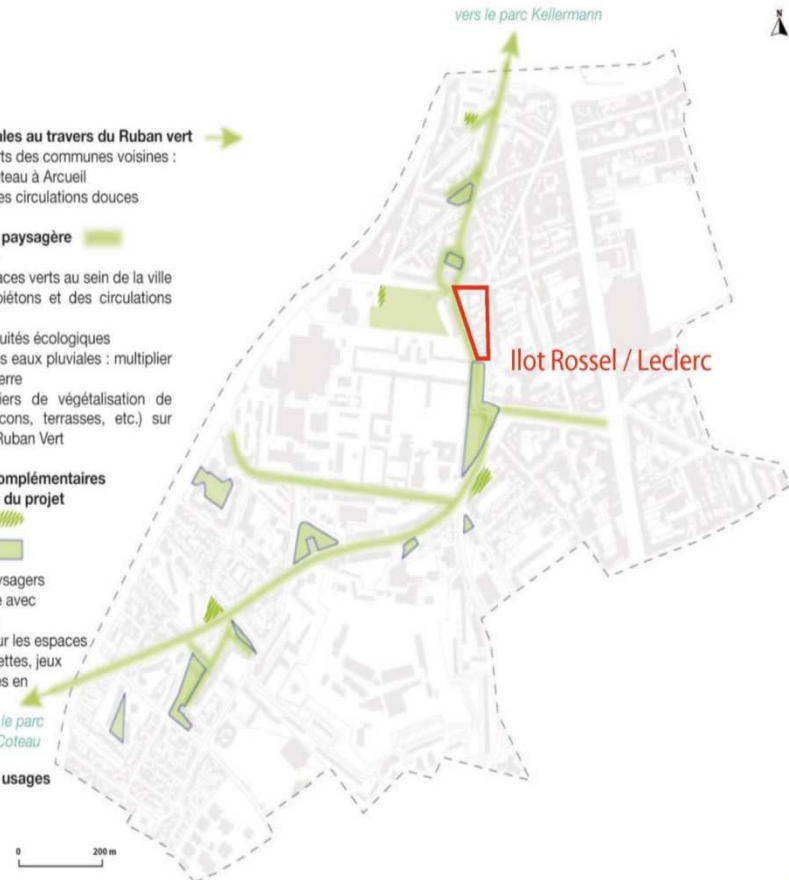 vers le parc Kellermann
N
ales au travers du Ruban vert
rts des communes voisines :
teau à Arcueil
es circulations douces
paysagère
aces verts au sein de la ville
piétons et des circulations
uités écologiques
s eaux pluviales : multiplier
erre
iers de végétalisation de
cons, terrasses, etc.) sur
Ruban Vert
omplémentaires
du projet
ysagers
e avec
ur les espaces
ettes, jeux
es en
le parc
Coteau
usages
Ilot Rossel / Leclerc
0 200 m